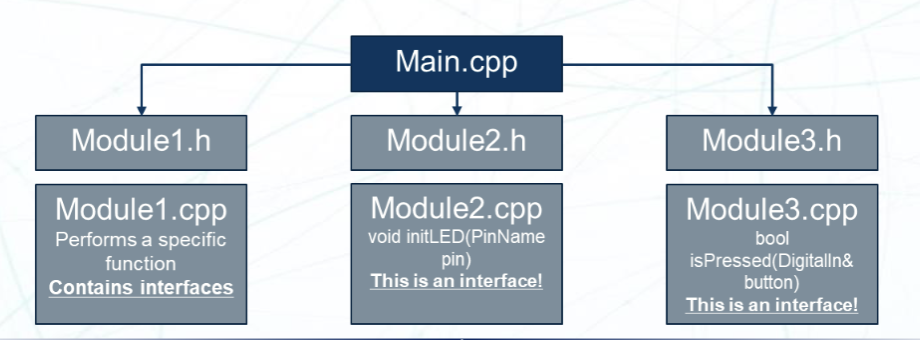 Main.cpp
Module1.h
Module2.h
Module3.h
Module1.cpp
Performs a specific
function
Contains interfaces
Module2.cpp
void initLED(PinName
pin)
This is an interface!
Module3.cpp
bool
isPressed(DigitalIn&
button)
This is an interface!